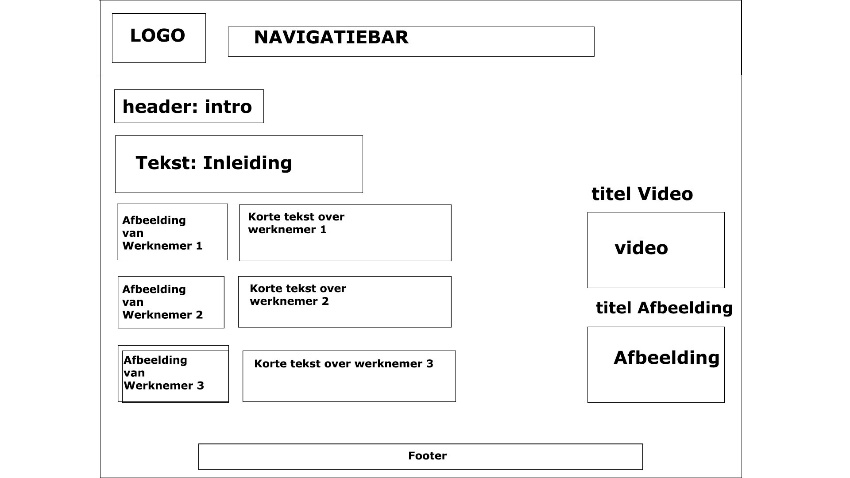 LOGO
NAVIGATIEBAR
header: intro
Tekst: Inleiding
Afbeelding
van
Werknemer 1
Korte tekst over
werknemer 1
Afbeelding
van
Werknemer 2
Korte tekst over
werknemer 2
Afbeelding
van
Werknemer 3
Korte tekst over werknemer 3
titel Video
video
titel Afbeelding
Afbeelding
Footer